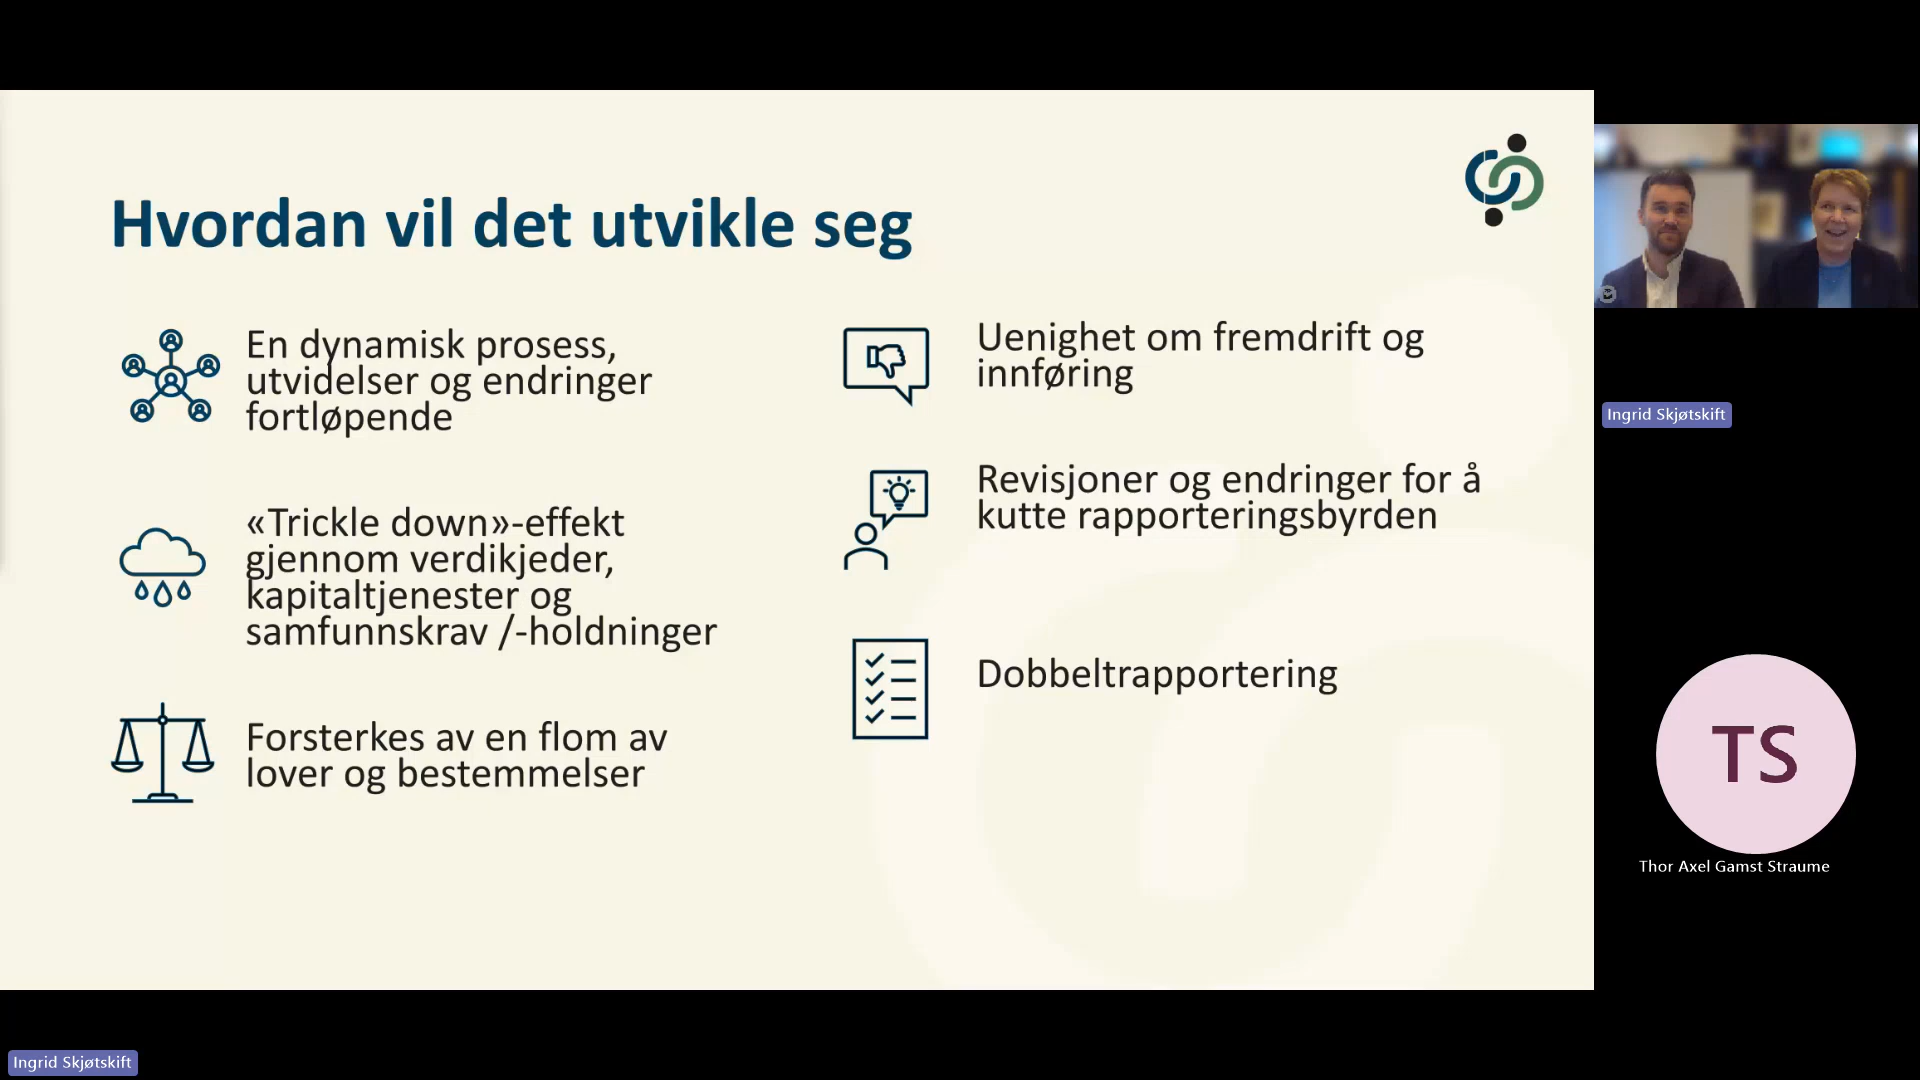 Hvordan vil det utvikle seg
En dynamisk prosess,
utvidelser og endringer
fortløpende
«Trickle down»-effekt
gjennom verdikjeder,
kapitaltjenester og
samfunnskrav /-holdninger
Forsterkes av en flom av
lover og bestemmelser
Uenighet om fremdrift og
innføring
Revisjoner og endringer for å
kutte rapporteringsbyrden
Dobbeltrapportering
Ingrid Skjøtskift
TS
Thor Axel Gamst Straume
Ingrid Skjøtskift